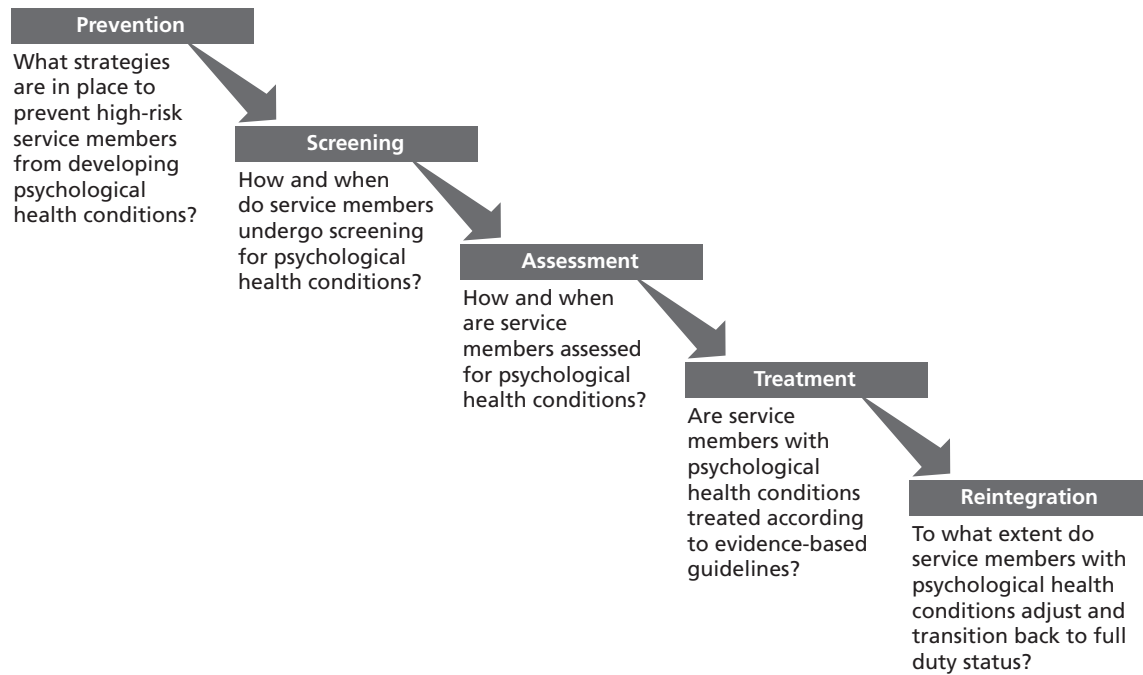 Prevention
What strategies
are in place to
prevent high-risk
service members
from developing
psychological
health conditions?
Screening
How and when
do service members
undergo screening
for psychological
health conditions?
Assessment
How and when
are service
members assessed
for psychological
health conditions?
Treatment
Are service
members with
psychological
health conditions
treated according
to evidence-based
guidelines?
Reintegration
To what extent do
service members with
psychological health
conditions adjust and
transition back to full
duty status?